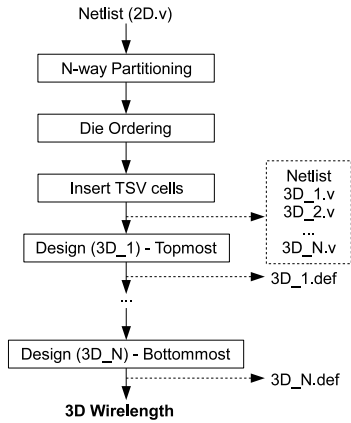 Netlist (2D.v)
N-way Partitioning
Die Ordering
Insert TSV cells
Netlist
3D_1.v
3D_2.v
...
3D_N.v
Design (3D_1) - Topmost
3D_1.def
...
Design (3D_N) - Bottommost
3D_N.def
3D Wirelength